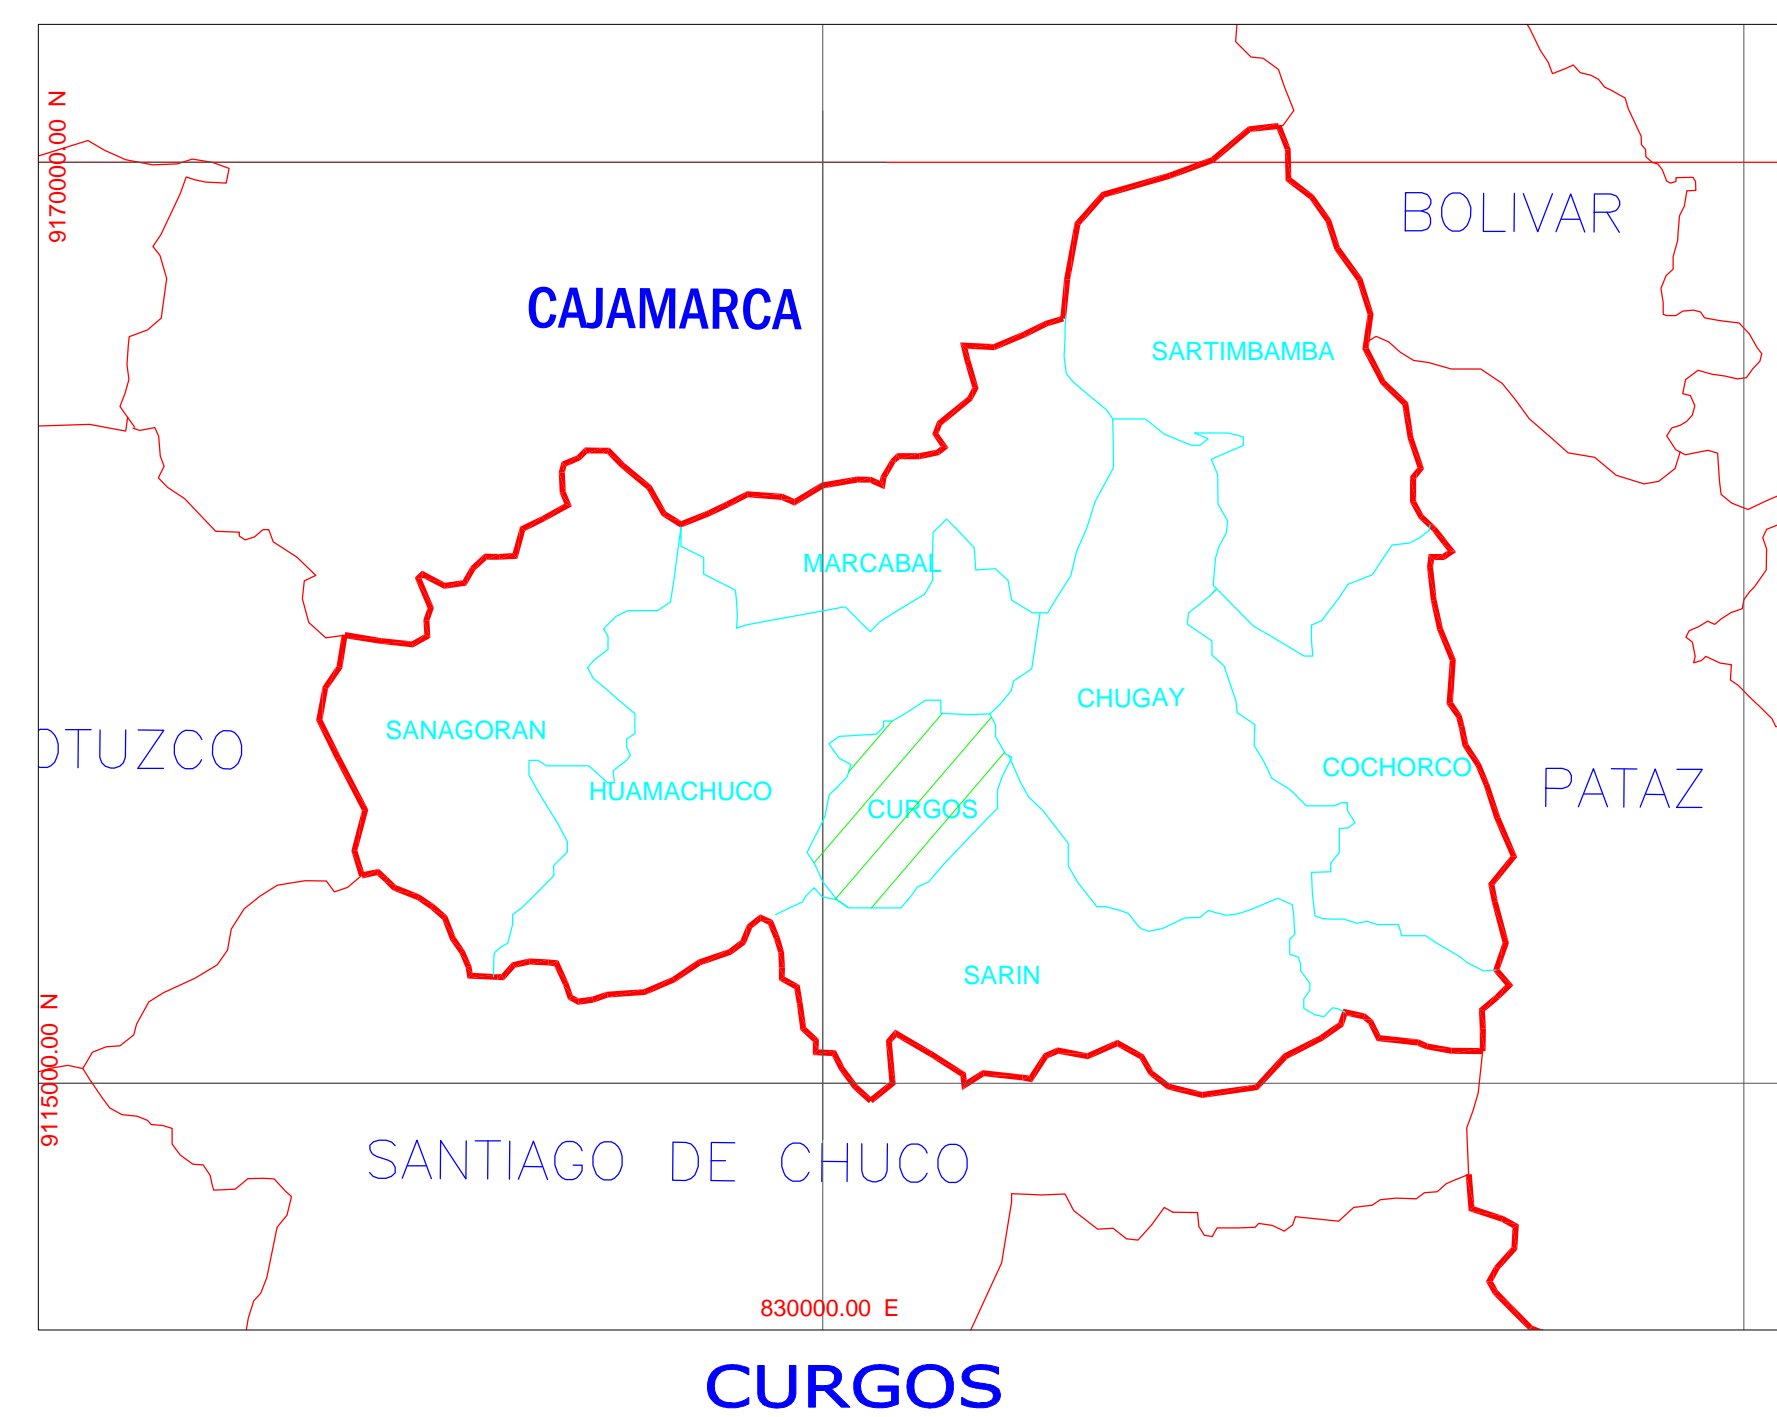 9170000.00 N
BOLIVAR
CAJAMARCA
SARTIMBAMBA
MARCABAL
CHUGAY
SANAGORAN
OTUZCO
COCHORCO
HUAMACHUCO
PATAZ
CURGOS
SARIN
9115000.00 N
SANTIAGO DE CHUCO
830000.00 E
CURGOS